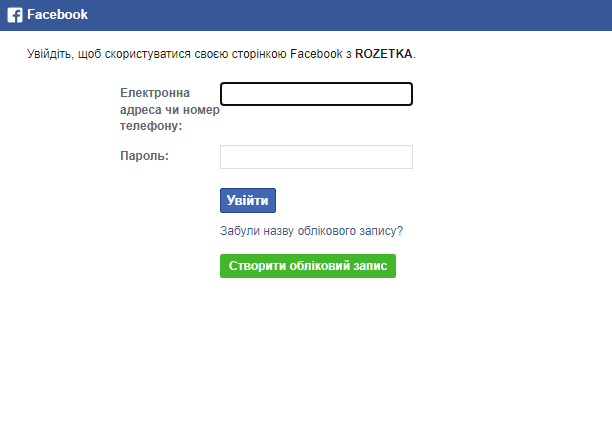 Facebook
Увійдіть, щоб скористуватися своєю сторінкою Facebook з ROZETKA.
Електронна
адреса чи номер
телефону:
Пароль:
Увійти
Забули назву облікового запису?
Створити обліковий запис